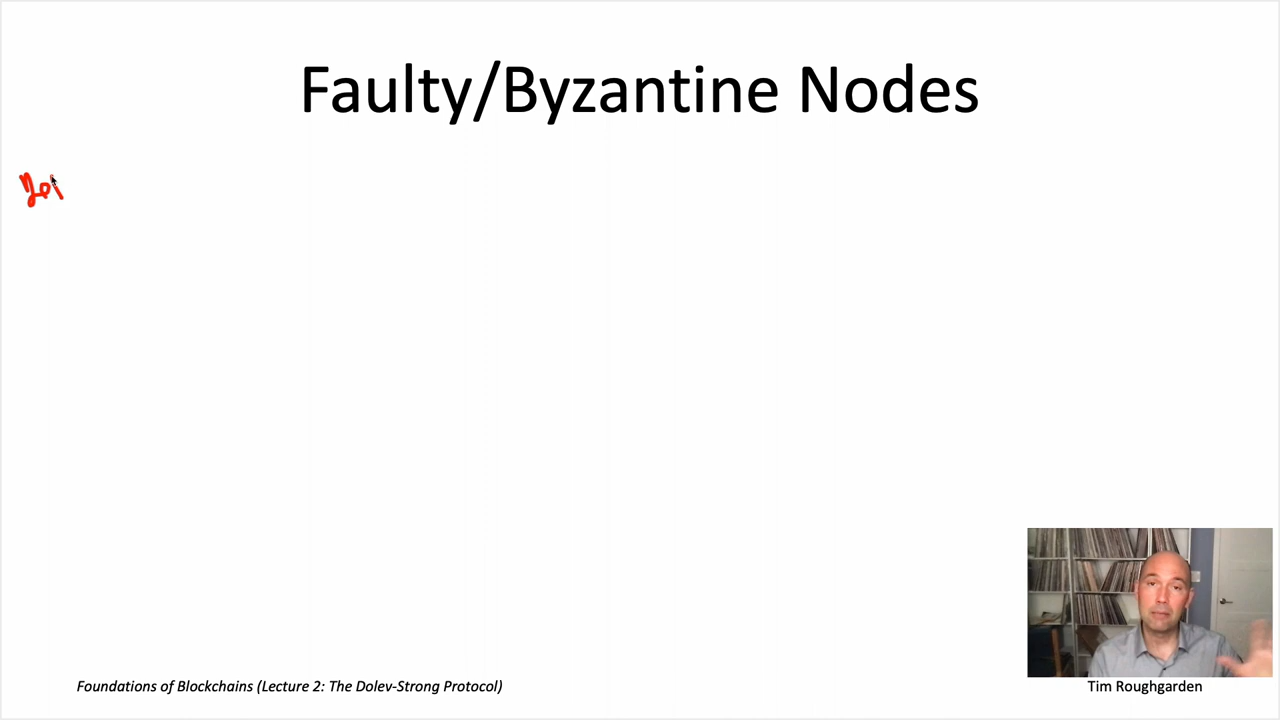 Faulty/Byzantine Nodes
Foundations of Blockchains (Lecture 2: The Dolev-Strong Protocol)
Tim Roughgarden